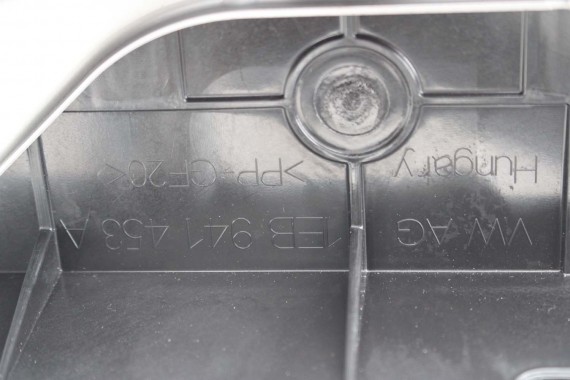 VW AG 1EB 941 453 A
Hungary >PP-GF20<